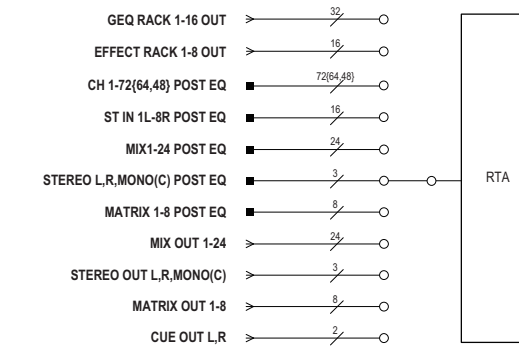 GEQ RACK 1-16 OUT 32
EFFECT RACK 1-8 OUT 16
CH 1-72{64,48} POST EQ 72{64,48}
ST IN 1L-8R POST EQ 16
MIX1-24 POST EQ 24
STEREO L,R,MONO(C) POST EQ 3 RTA
MATRIX 1-8 POST EQ 8
MIX OUT 1-24 24
STEREO OUT L,R,MONO(C) 3
MATRIX OUT 1-8 8
CUE OUT L,R 2